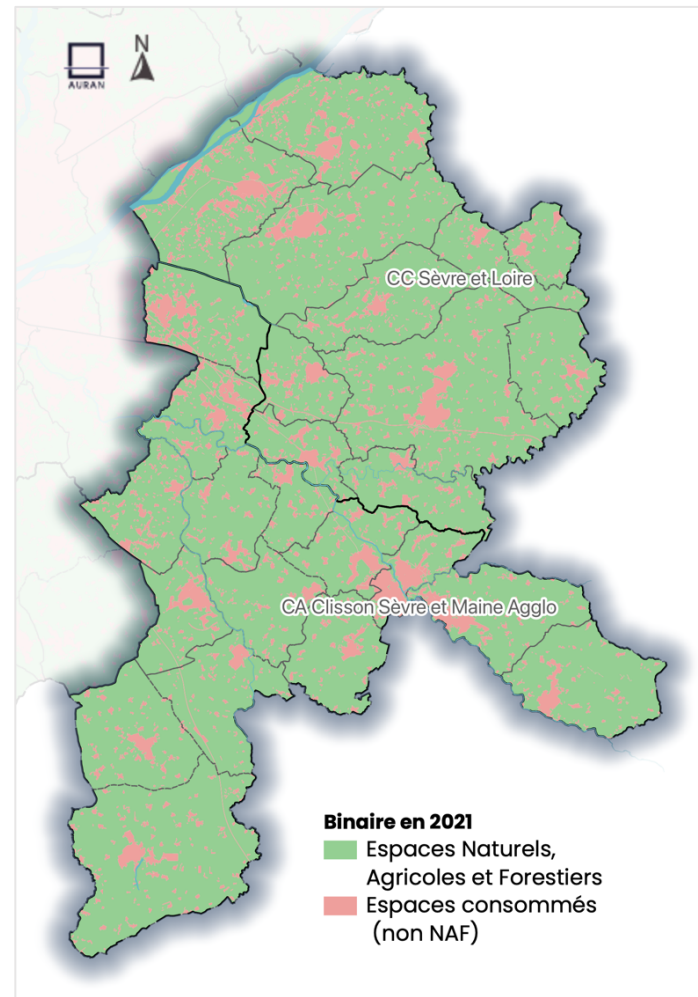 N
AURAN
CC Sèvre et Loire
CA Clisson Sèvre et Maine Agglo
Binaire en 2021
Espaces Naturels,
Agricoles et Forestiers
Espaces consommés
(non NAF)